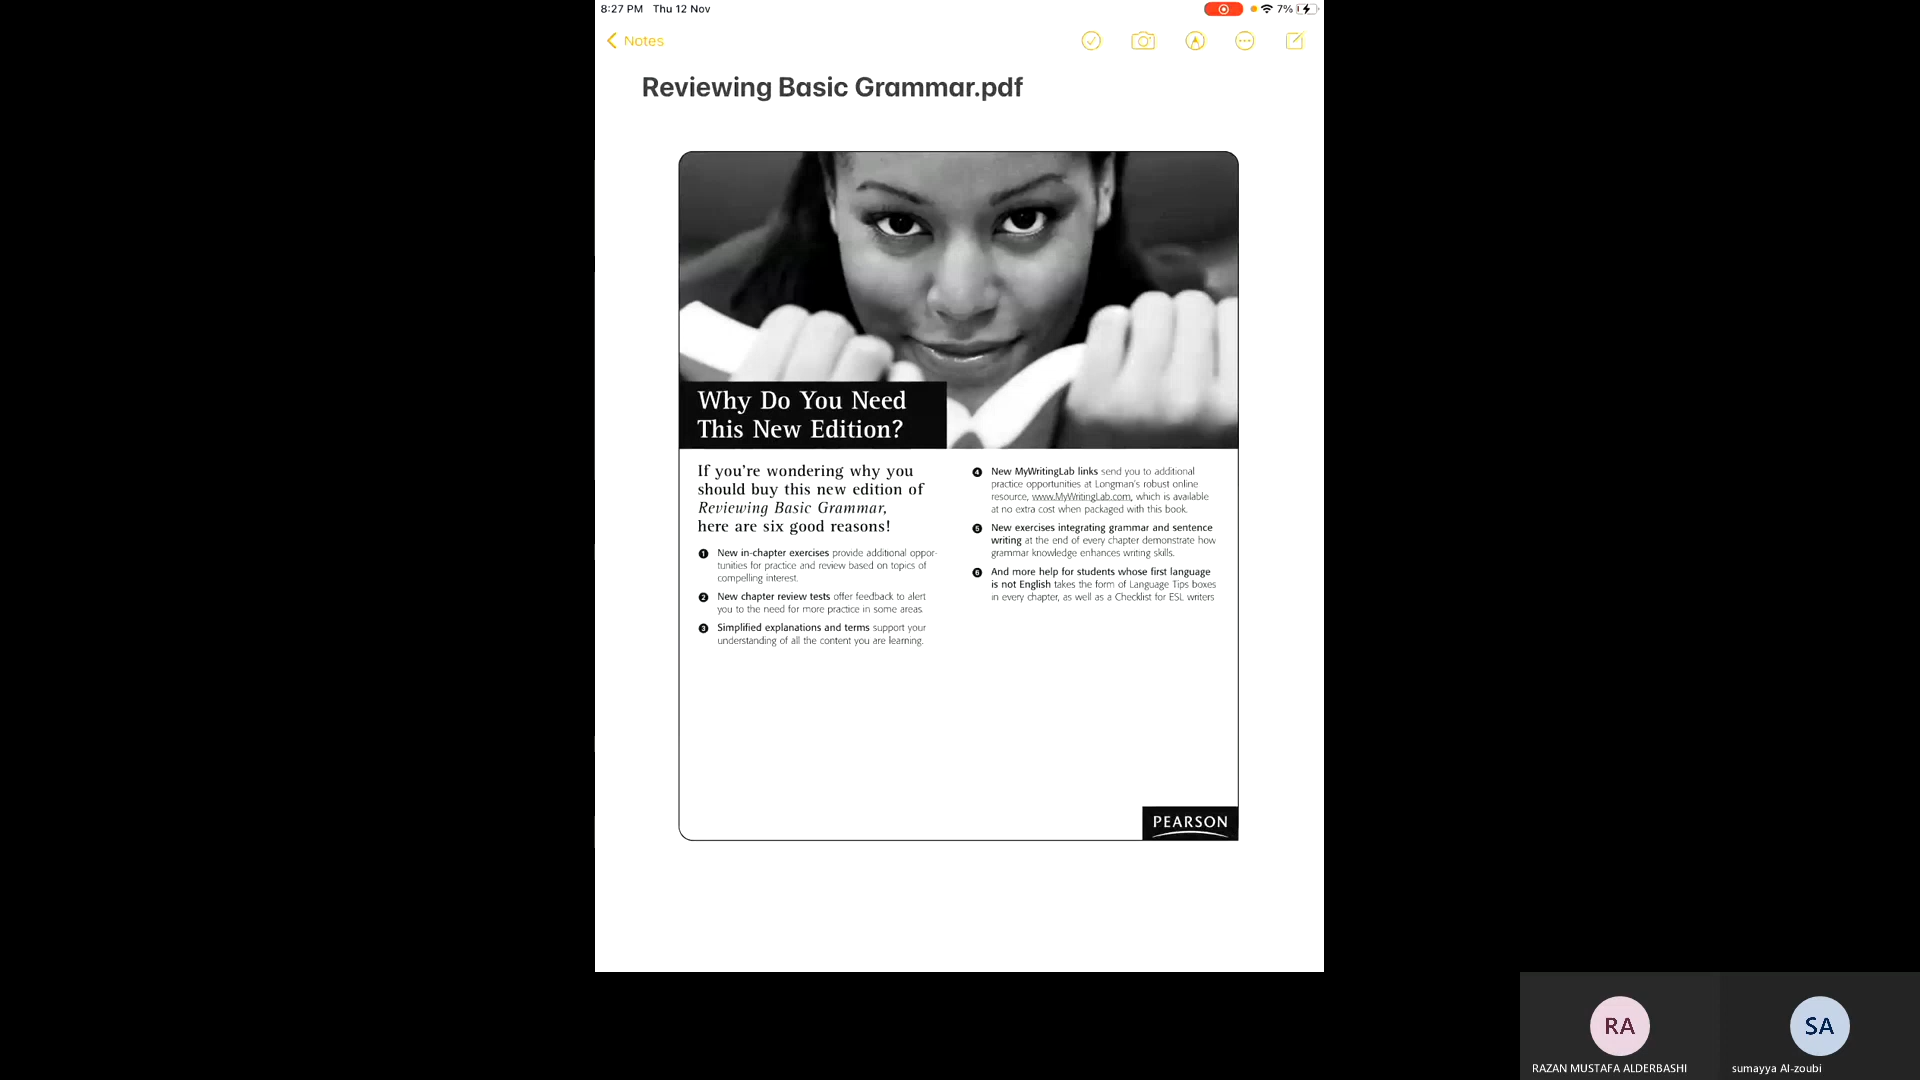 8:27 PM Thu 12 Nov
7%
Notes
Reviewing Basic Grammar.pdf
Why Do You Need
This New Edition?
If you're wondering why you
should buy this new edition of
Reviewing Basic Grammar,
here are six good reasons!
1 New in-chapter exercises provide additional oppor-
tunities for practice and review based on topics of
compelling interest.
2 New chapter review tests offer feedback to alert
you to the need for more practice in some areas.
3 Simplified explanations and terms support your
understanding of all the content you are learning.
4 New MyWritingLab links send you to additional
practice opportunities at Longman's robust online
resource, www.MyWritingLab.com, which is available
at no extra cost when packaged with this book.
5 New exercises integrating grammar and sentence
writing at the end of every chapter demonstrate how
grammar knowledge enhances writing skills.
6 And more help for students whose first language
is not English takes the form of Language Tips boxes
in every chapter, as well as a Checklist for ESL writers
PEARSON
RA
SA
RAZAN MUSTAFA ALDERBASHI
sumayya Al-zoubi